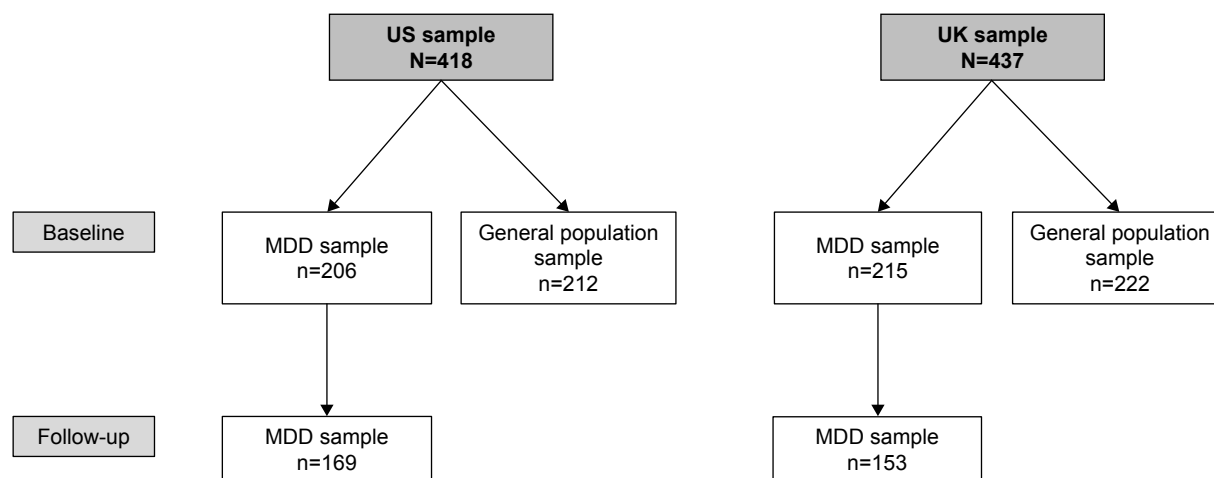 US sample
N=418
UK sample
N=437
Baseline
MDD sample
n=206
General population
sample
n=212
MDD sample
n=215
General population
sample
n=222
Follow-up
MDD sample
n=169
MDD sample
n=153